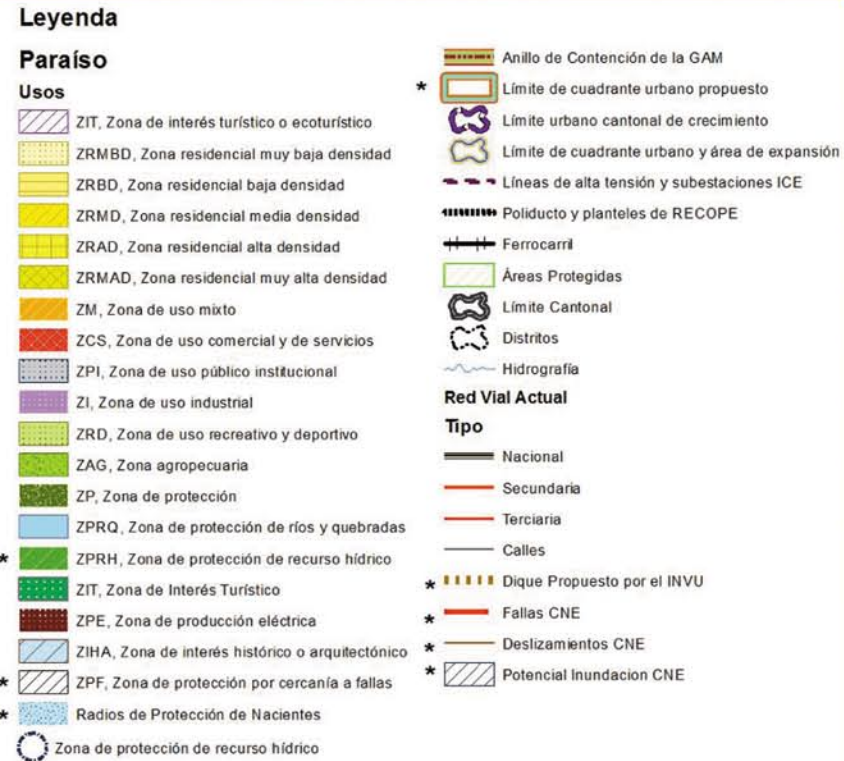 Leyenda
Paraíso
Usos
ZIT, Zona de interés turístico o ecoturístico
ZRMBD, Zona residencial muy baja densidad
ZRBD, Zona residencial baja densidad
ZRMD, Zona residencial media densidad
ZRAD, Zona residencial alta densidad
ZRMAD, Zona residencial muy alta densidad
ZM, Zona de uso mixto
ZCS, Zona de uso comercial y de servicios
ZPI, Zona de uso público institucional
ZI, Zona de uso industrial
ZRD, Zona de uso recreativo y deportivo
ZAG, Zona agropecuaria
ZP, Zona de protección
ZPRQ, Zona de protección de ríos y quebradas
* ZPRH, Zona de protección de recurso hídrico
ZIT, Zona de Interés Turístico
ZPE, Zona de producción eléctrica
ZIHA, Zona de interés histórico o arquitectónico
* ZPF, Zona de protección por cercanía a fallas
* Radios de Protección de Nacientes
Zona de protección de recurso hídrico
Anillo de Contención de la GAM
* Límite de cuadrante urbano propuesto
Límite urbano cantonal de crecimiento
Límite de cuadrante urbano y área de expansión
Líneas de alta tensión y subestaciones ICE
Poliducto y planteles de RECOPE
Ferrocarril
Áreas Protegidas
Límite Cantonal
Distritos
Hidrografía
Red Vial Actual
Tipo
Nacional
Secundaria
Terciaria
Calles
* Dique Propuesto por el INVU
* Fallas CNE
* Deslizamientos CNE
* Potencial Inundacion CNE